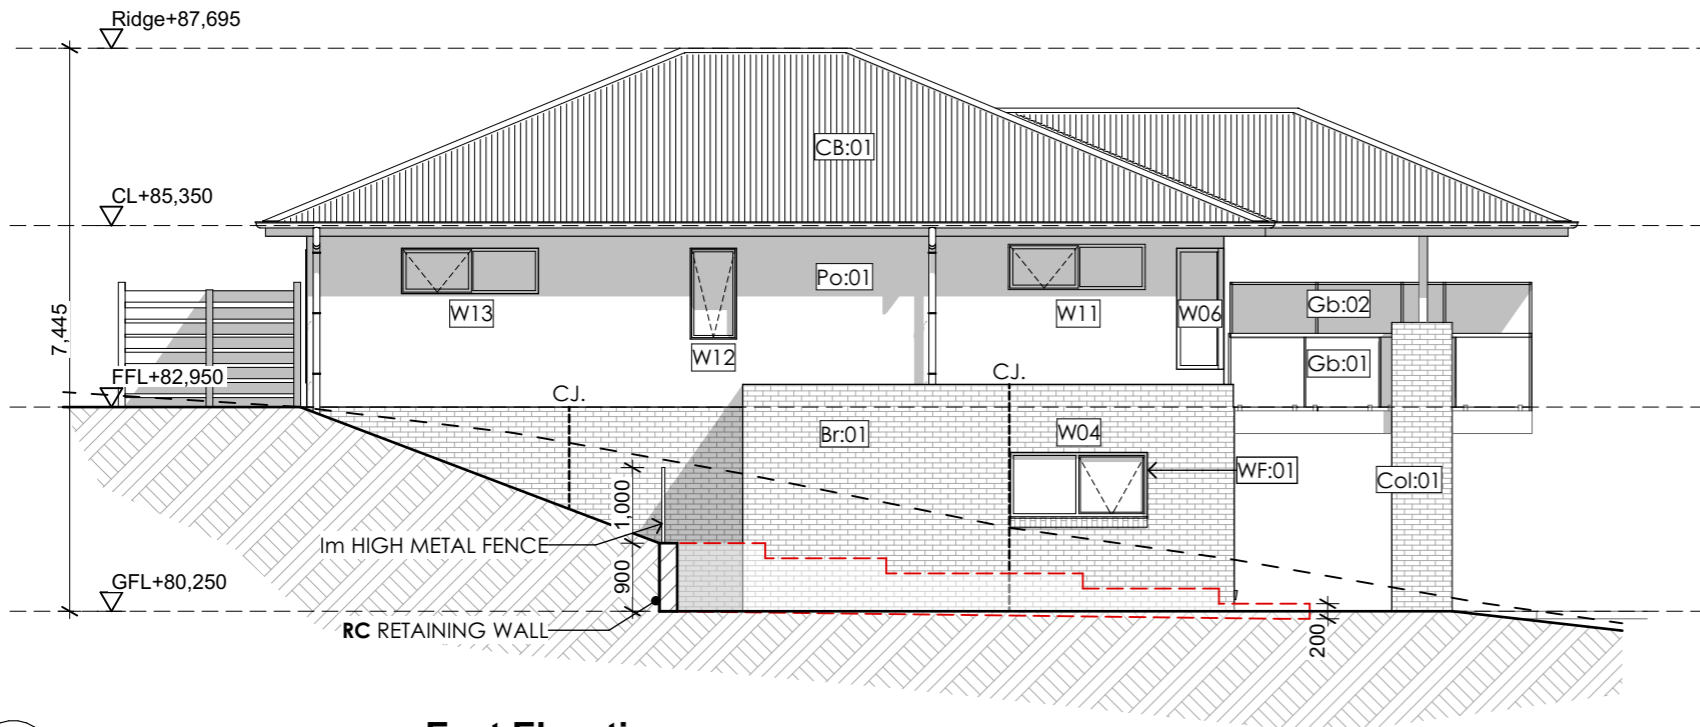 Ridge+87,695
CB:01
CL+85,350
7,445
Po:01
W13
W12
W11
W06
Gb:02
Gb:01
FFL+82,950
CJ.
CJ.
Br:01
W04
WF:01
Col:01
1,000
1m HIGH METAL FENCE
900
GFL+80,250
RC RETAINING WALL
200